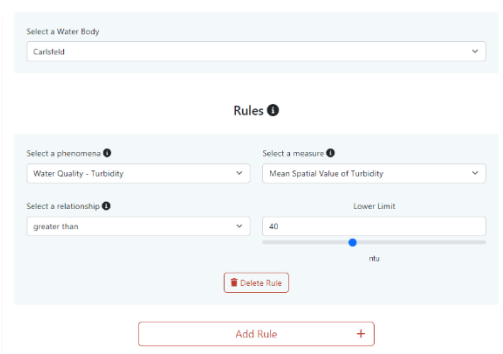 Select a Water Body
Carlsfeld
Rules
Select a phenomena
Select a measure
Water Quality - Turbidity
Mean Spatial Value of Turbidity
Select a relationship
Lower Limit
greater than
40
ntu
Delete Rule
Add Rule +